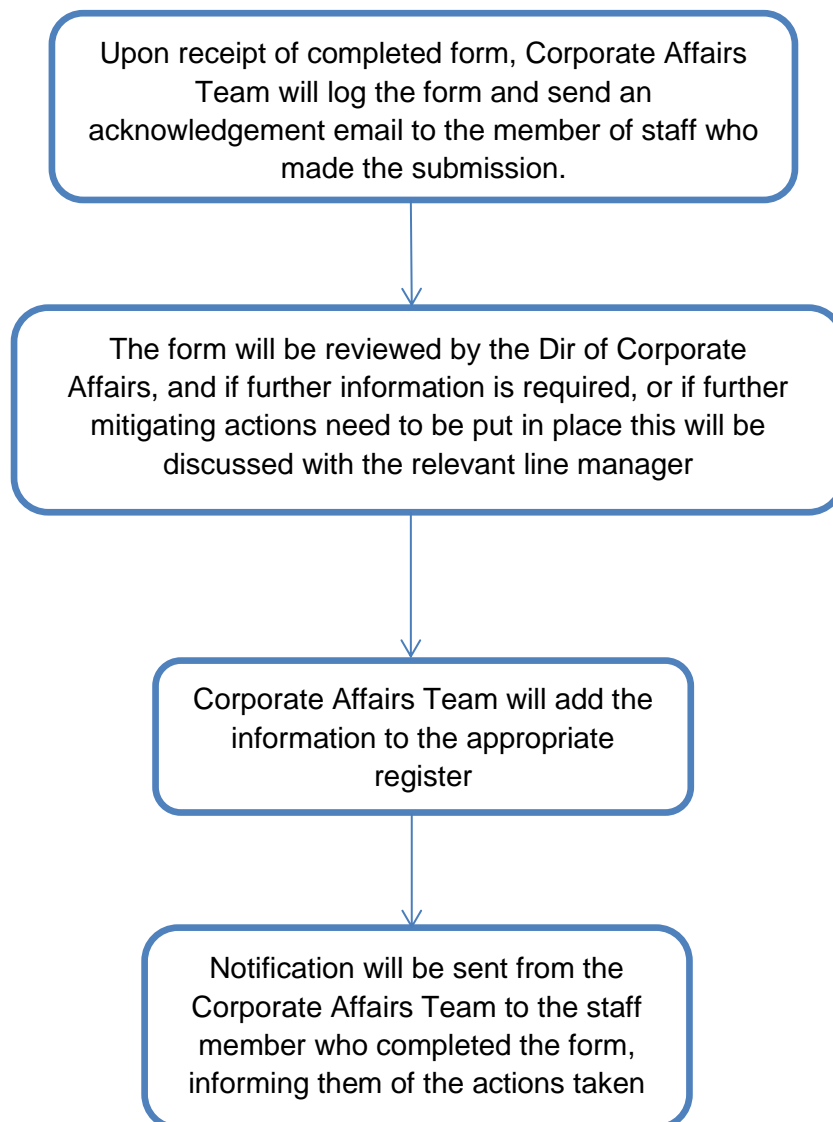 Upon receipt of completed form, Corporate Affairs
Team will log the form and send an
acknowledgement email to the member of staff who
made the submission.
The form will be reviewed by the Dir of Corporate
Affairs, and if further information is required, or if further
mitigating actions need to be put in place this will be
discussed with the relevant line manager
Corporate Affairs Team will add the
information to the appropriate
register
Notification will be sent from the
Corporate Affairs Team to the staff
member who completed the form,
informing them of the actions taken